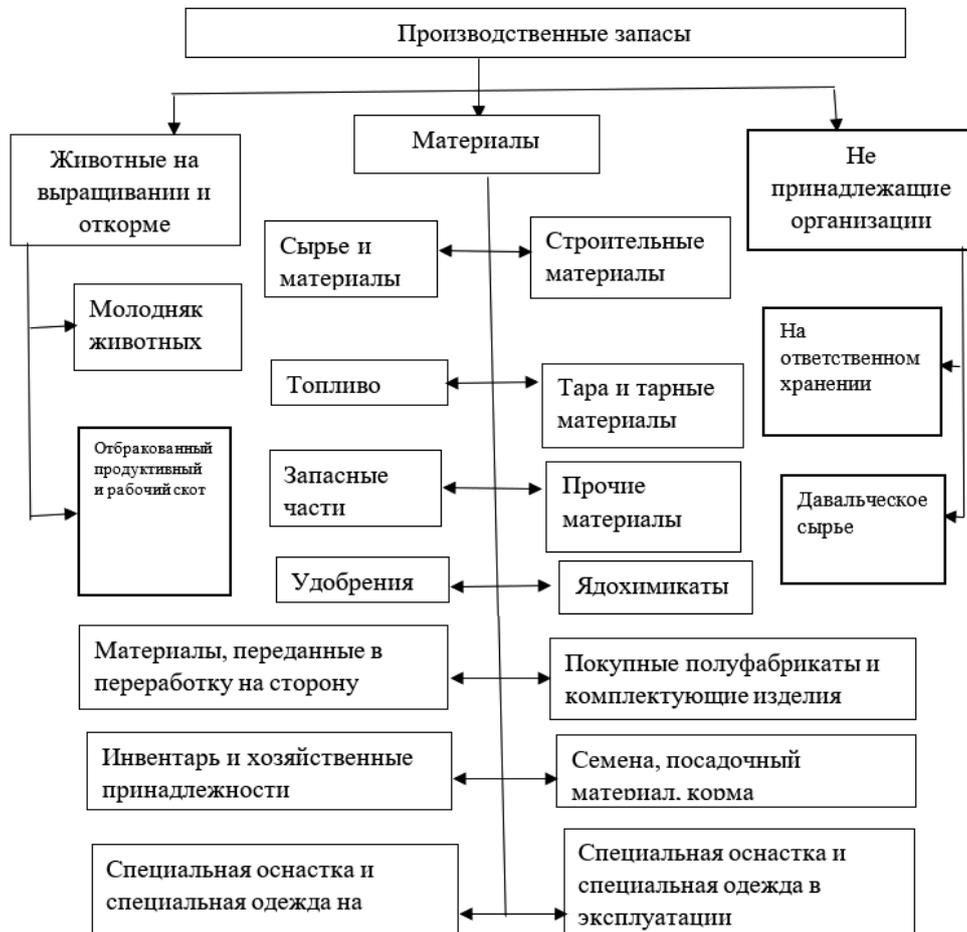 Производственные запасы
Животные на
выращивании и
откорме
Материалы
Не
принадлежащие
организации
Сырье и
материалы
Строительные
материалы
Молодняк
животных
На
ответственном
хранении
Топливо
Тара и тарные
материалы
Отбракованный
продуктивный
и рабочий скот
Запасные
части
Прочие
материалы
Давальческое
сырье
Удобрения
Ядохимикаты
Материалы, переданные в
переработку на сторону
Покупные полуфабрикаты и
комплектующие изделия
Инвентарь и хозяйственные
принадлежности
Семена, посадочный
материал, корма
Специальная оснастка и
специальная одежда на
Специальная оснастка и
специальная одежда в
эксплуатации